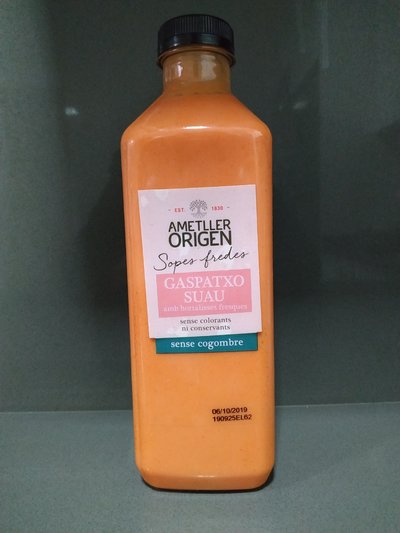 EST. 1830
AMETLLER
ORIGEN
Sopes fredes
GASPATXO
SUAU
amb hortalisses fresques
sense colorants
ni conservants
sense cogombre
06/10/2019
190925EL62